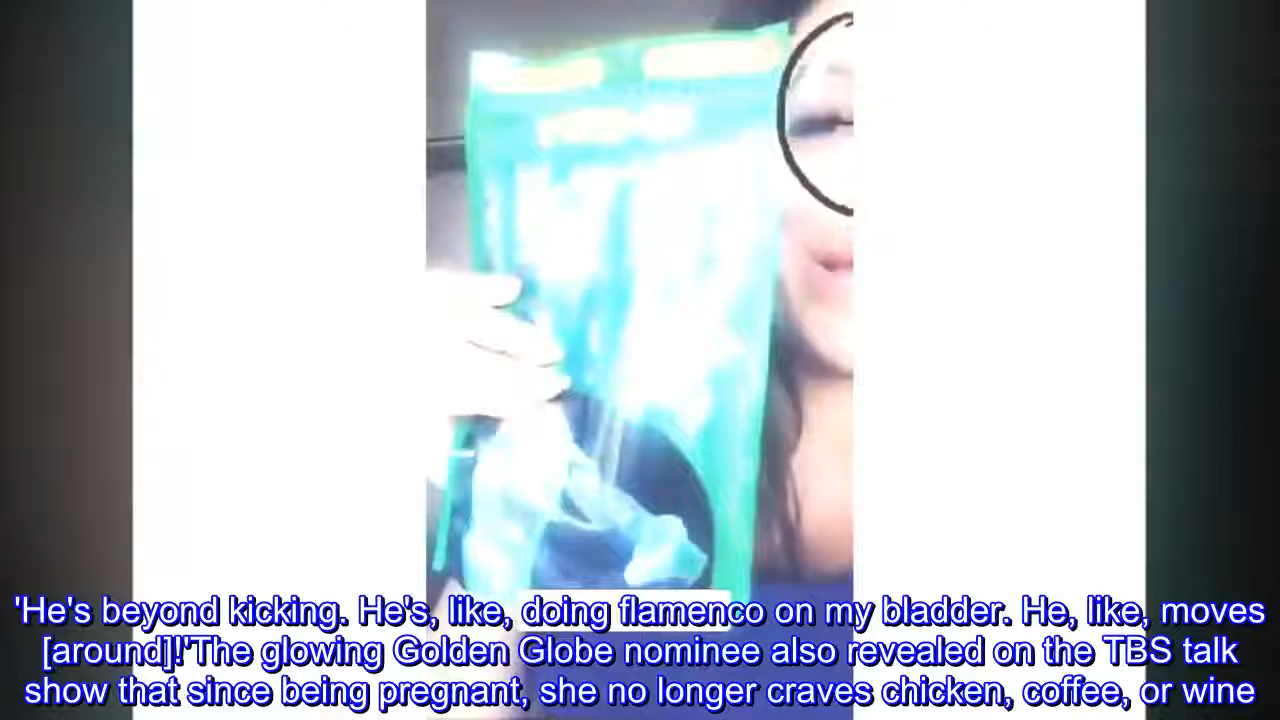 'He's beyond kicking. He's, like, doing flamenco on my bladder. He, like, moves
[around]!'The glowing Golden Globe nominee also revealed on the TBS talk
show that since being pregnant, she no longer craves chicken, coffee, or wine